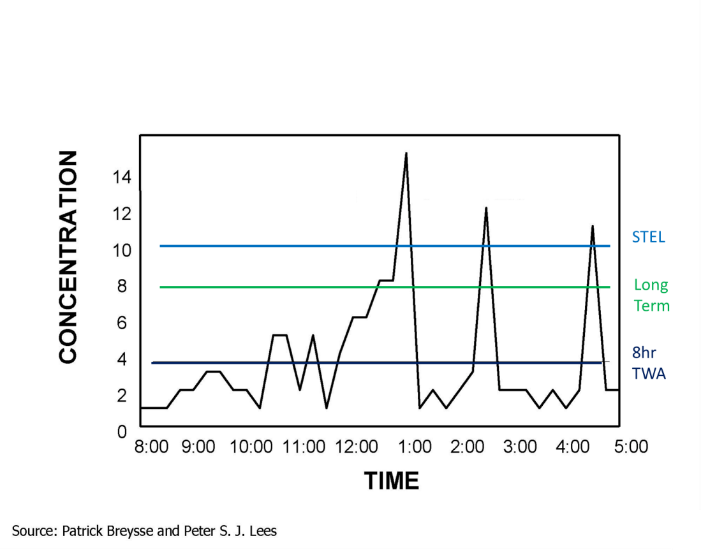 CONCENTRATION
14
12
10
8
6
4
2
0
STEL
Long
Term
8hr
TWA
8:00 9:00 10:00 11:00 12:00 1:00 2:00 3:00 4:00 5:00
TIME
Source: Patrick Breysse and Peter S. J. Lees